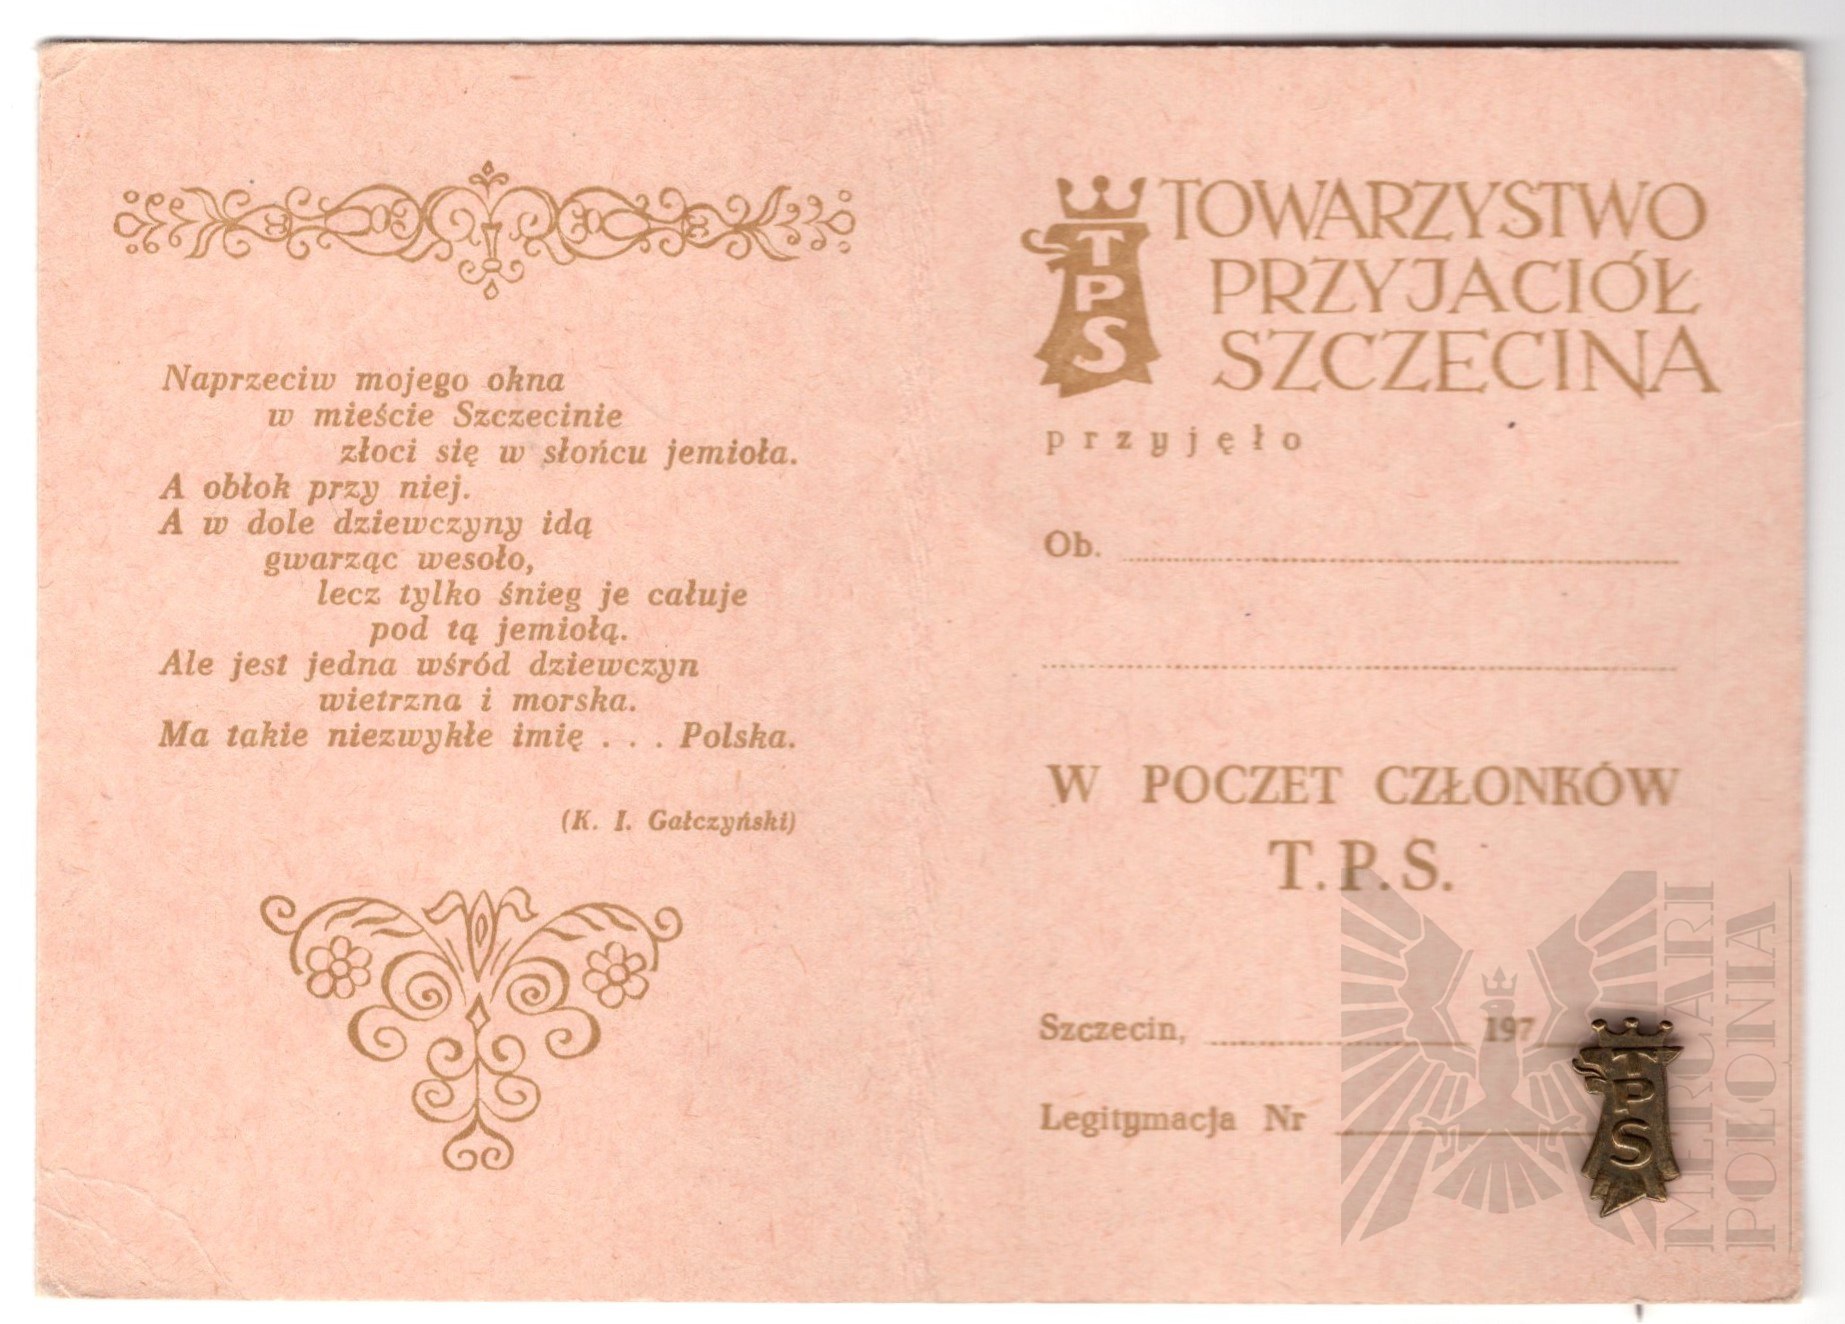 Naprzeciw mojego okna
w mieście Szczecinie
złoci się w słońcu jemioła.
A obłok przy niej.
A w dole dziewczyny idą
gwarząc wesoło,
lecz tylko śnieg je całuje
pod tą jemiołą.
Ale jest jedna wśród dziewczyn
wietrzna i morska.
Ma takie niezwykłe imię . . . Polska.
(K. I. Gałczyński)
TPS
TOWARZYSTWO
PRZYJACIÓŁ
SZCZECINA
przyjęło
Ob.
W POCZET CZŁONKÓW
T.P.S.
Szczecin, 197
Legitymacja Nr
TPS
MERCARI
POLONIA